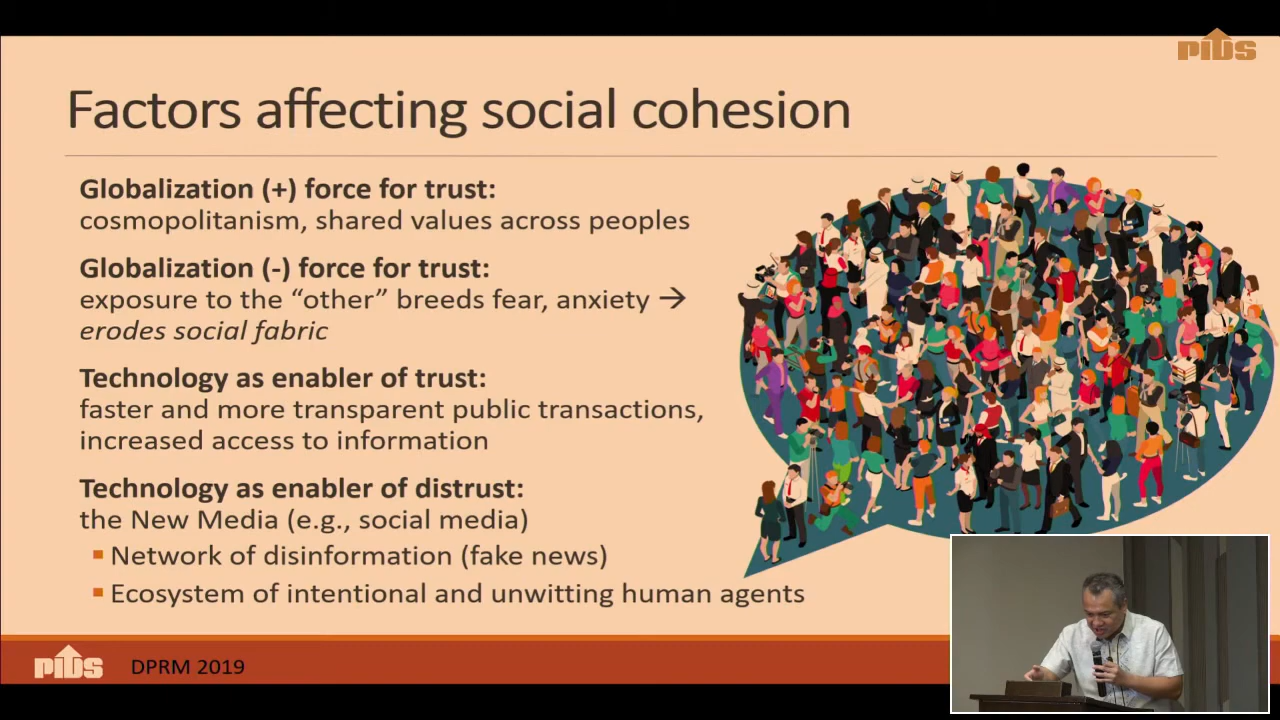 PIDS
Factors affecting social cohesion
Globalization (+) force for trust:
cosmopolitanism, shared values across peoples
Globalization (-) force for trust:
exposure to the “other” breeds fear, anxiety →
erodes social fabric
Technology as enabler of trust:
faster and more transparent public transactions,
increased access to information
Technology as enabler of distrust:
the New Media (e.g., social media)
▪ Network of disinformation (fake news)
▪ Ecosystem of intentional and unwitting human agents
PIDS DPRM 2019